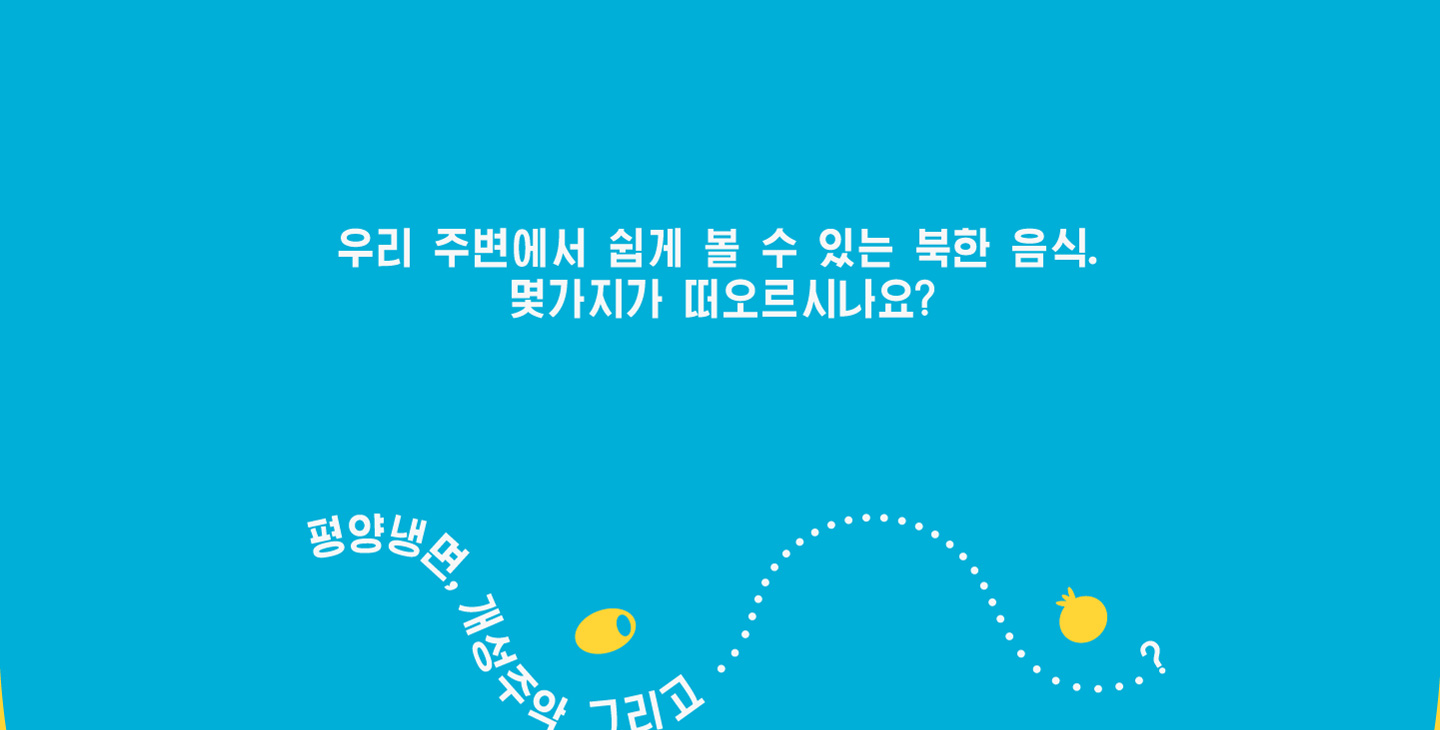 우리 주변에서 쉽게 볼 수 있는 북한 음식.
몇가지가 떠오르시나요?
평양냉면, 개성주악 그리고 ?